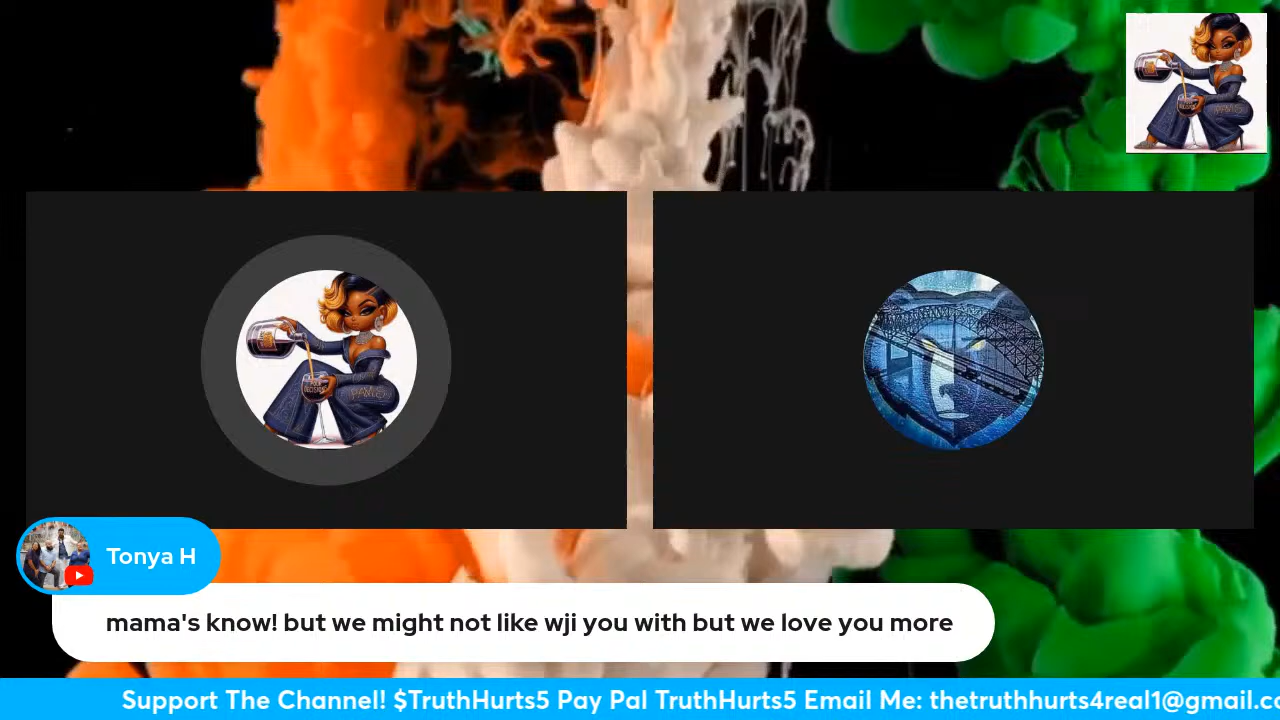 Tonya H
mama's know! but we might not like wji you with but we love you more
Support The Channel! $TruthHurts5 Pay Pal TruthHurts5 Email Me: thetruthhurts4real1@gmail.co